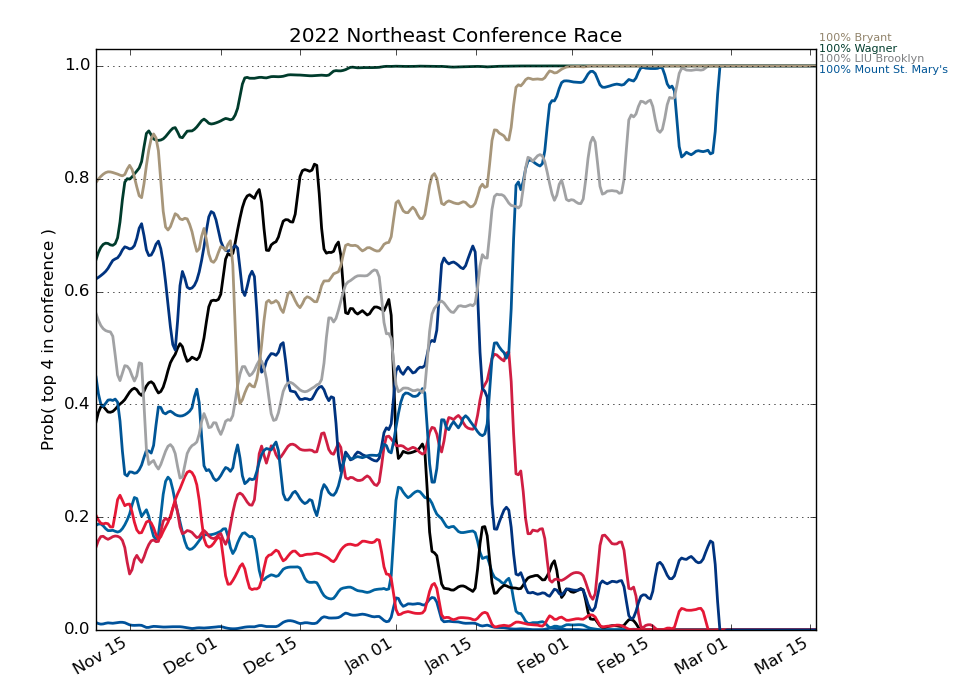 2022 Northeast Conference Race
100% Bryant
100% Wagner
100% LIU Brooklyn
100% Mount St. Mary's
Prob( top 4 in conference )
1.0
0.8
0.6
0.4
0.2
0.0
Nov 15
Dec 01
Dec 15
Jan 01
Jan 15
Feb 01
Feb 15
Mar 01
Mar 15